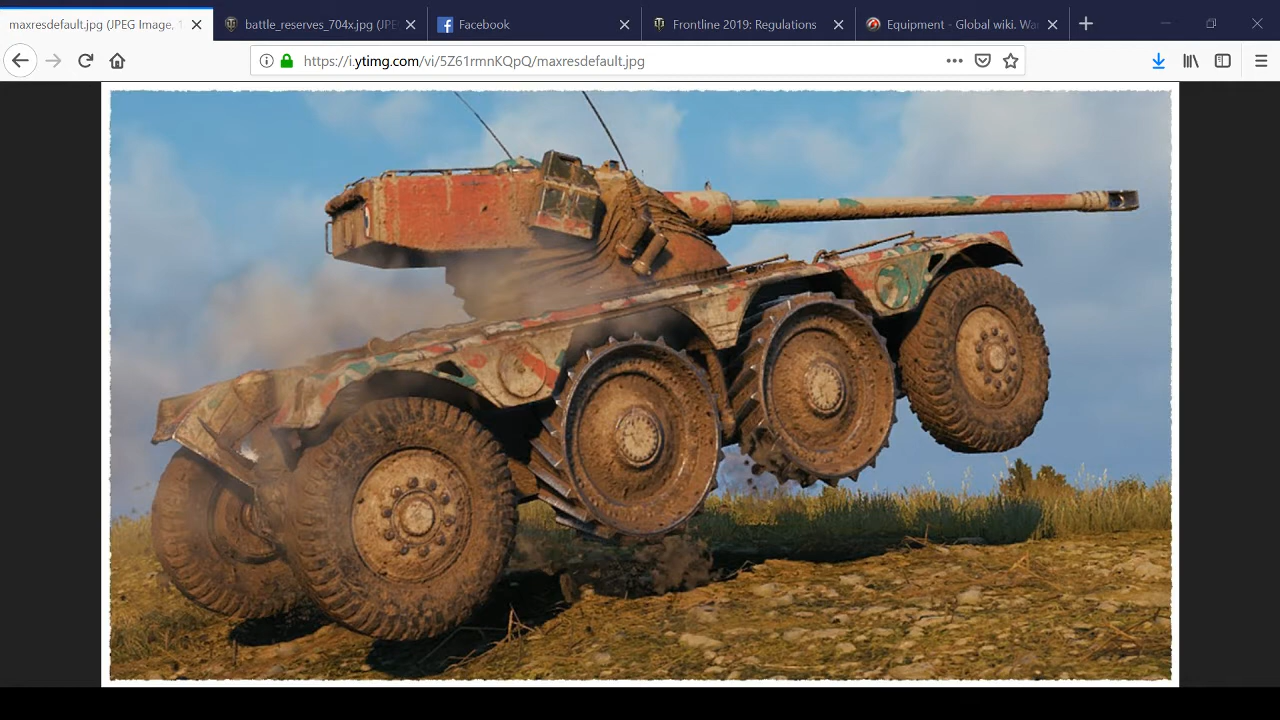 maxresdefault.jpg (JPEG Image, 1
battle_reserves_704x.jpg (JPE
Facebook
Frontline 2019: Regulations
Equipment - Global wiki. Wa
https://i.ytimg.com/vi/5Z61rmnKQpQ/maxresdefault.jpg